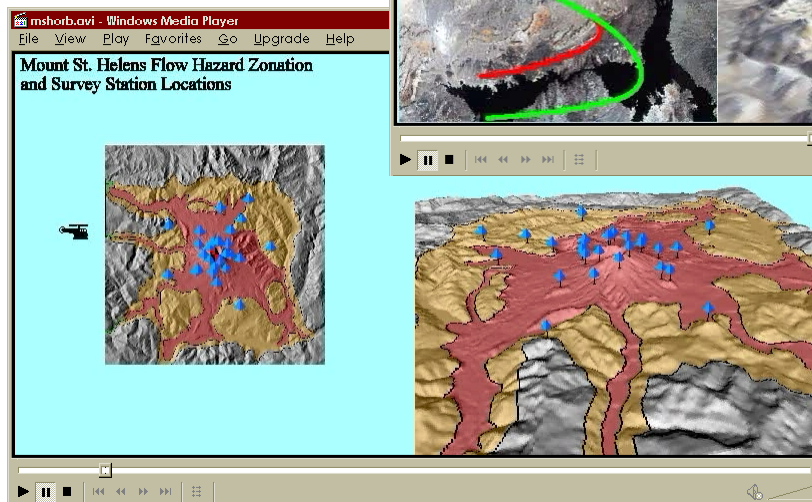 mshorb.avi - Windows Media Player
File View Play Favorites Go Upgrade Help
Mount St. Helens Flow Hazard Zonation
and Survey Station Locations